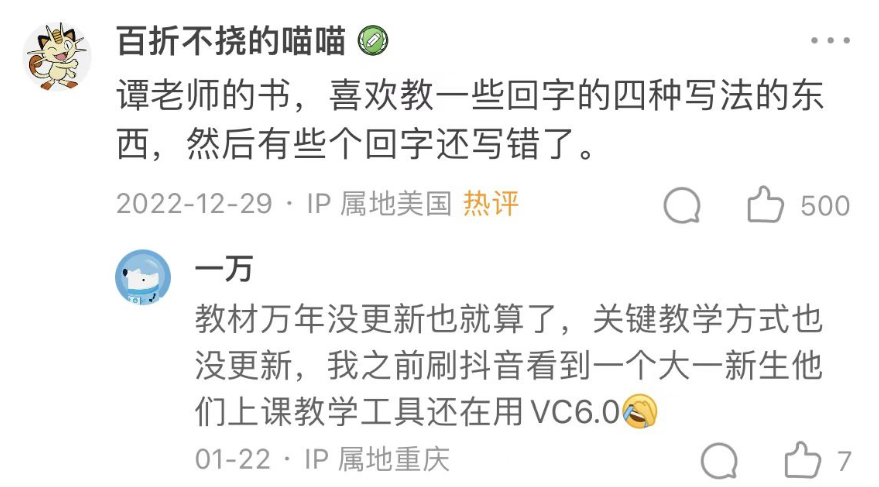 百折不挠的喵喵
谭老师的书，喜欢教一些回字的四种写法的东
西，然后有些个回字还写错了。
2022-12-29 · IP 属地美国 热评
500
一万
教材万年没更新也就算了，关键教学方式也
没更新，我之前刷抖音看到一个大一新生他
们上课教学工具还在用VC6.0🤣
01-22 · IP 属地重庆
7